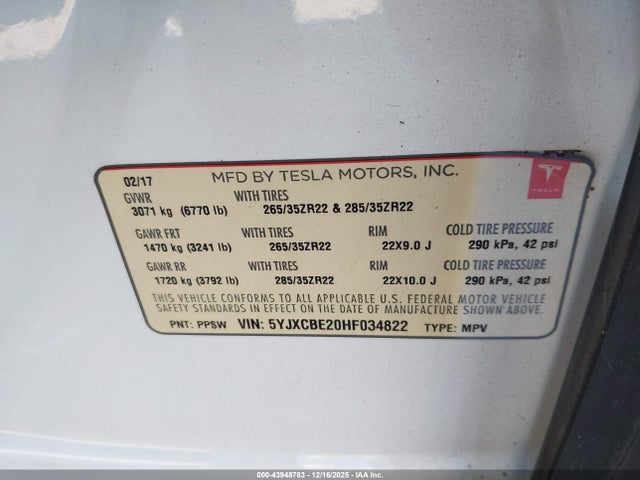 02/17 MFD BY TESLA MOTORS, INC.
TESLA
GVWR WITH TIRES
3071 kg (6770 lb) 265/35ZR22 & 285/35ZR22
GAWR FRT WITH TIRES RIM COLD TIRE PRESSURE
1470 kg (3241 lb) 265/35ZR22 22X9.0 J 290 kPa, 42 psi
GAWR RR WITH TIRES RIM COLD TIRE PRESSURE
1720 kg (3792 lb) 285/35ZR22 22X10.0 J 290 kPa, 42 psi
THIS VEHICLE CONFORMS TO ALL APPLICABLE U.S. FEDERAL MOTOR VEHICLE
SAFETY STANDARDS IN EFFECT ON THE DATE OF MANUFACTURE SHOWN ABOVE.
PNT: PPSW VIN: 5YJXCBE20HF034822 TYPE: MPV
000-43948783 - 12/16/2025 - IAAI.COM